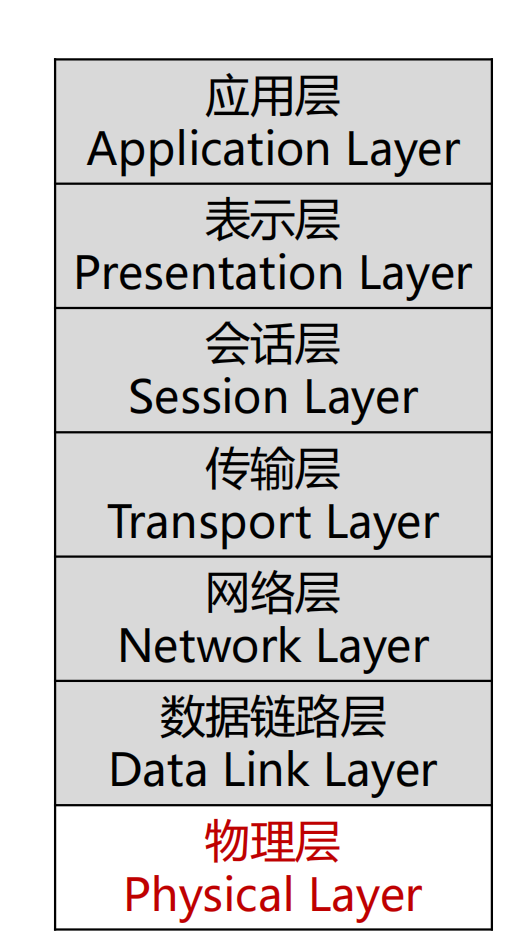 应用层
Application Layer
表示层
Presentation Layer
会话层
Session Layer
传输层
Transport Layer
网络层
Network Layer
数据链路层
Data Link Layer
物理层
Physical Layer